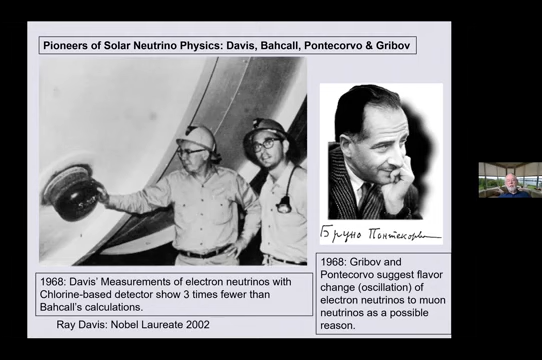 Pioneers of Solar Neutrino Physics: Davis, Bahcall, Pontecorvo & Gribov
Бруно Понтекорво
1968: Davis' Measurements of electron neutrinos with
Chlorine-based detector show 3 times fewer than
Bahcall's calculations.
Ray Davis: Nobel Laureate 2002
1968: Gribov and
Pontecorvo suggest flavor
change (oscillation) of
electron neutrinos to muon
neutrinos as a possible
reason.